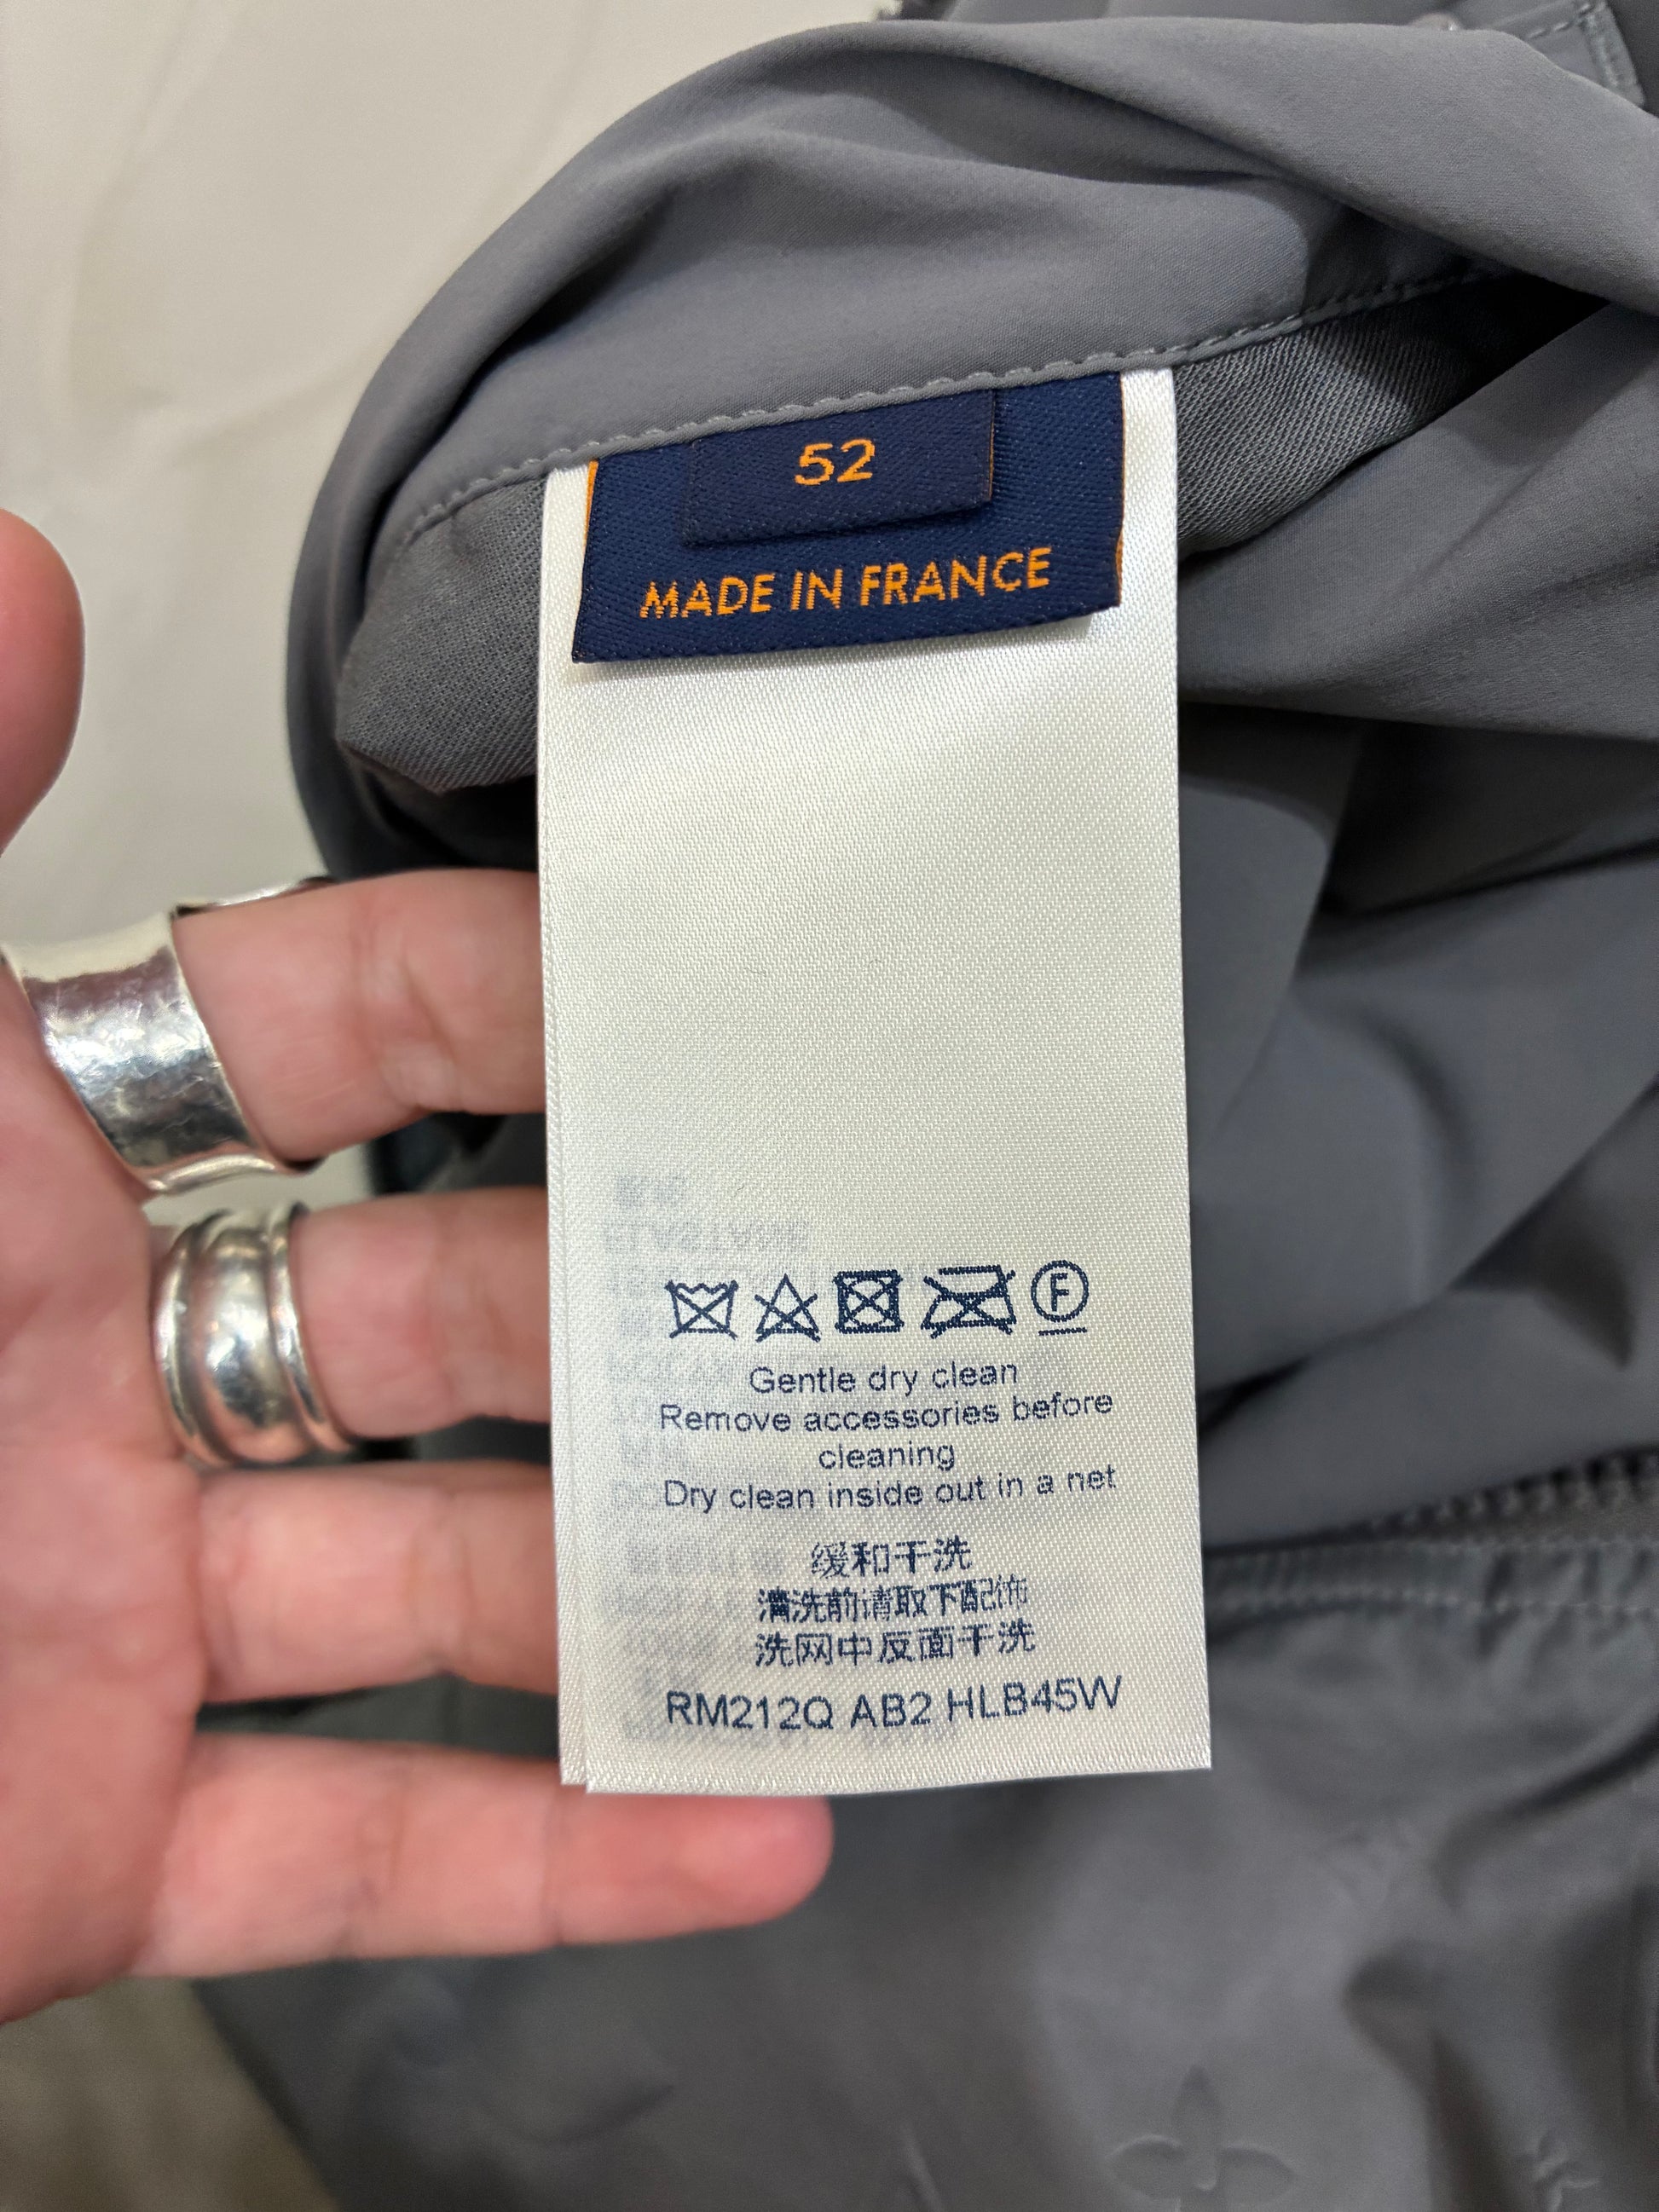 52
MADE IN FRANCE
F
Gentle dry clean
Remove accessories before
cleaning
Dry clean inside out in a net
缓和干洗
清洗前请取下配饰
洗网中反面干洗
RM212Q AB2 HLB45W